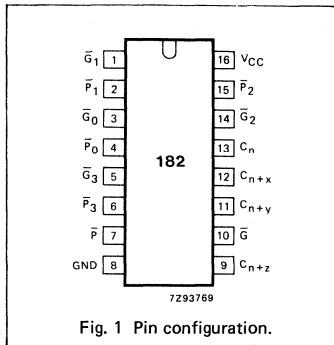 G̅1 1 16 VCC
P̅1 2 15 P̅2
G̅0 3 14 G̅2
P̅0 4 13 Cn
182
G̅3 5 12 Cn+x
P̅3 6 11 Cn+y
P̅ 7 10 G̅
GND 8 9 Cn+z
7Z93769
Fig. 1 Pin configuration.